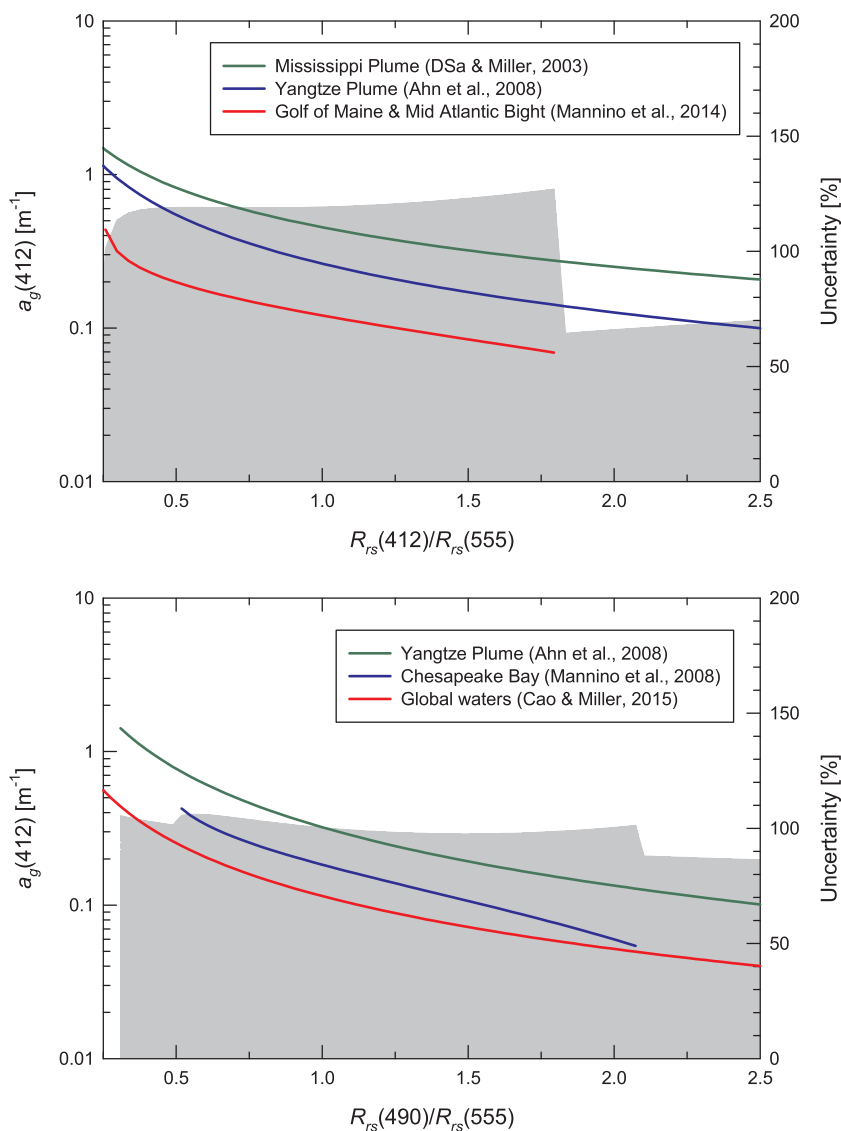 10
1
0.1
0.01
a_g(412) [m⁻¹]
Mississippi Plume (DSa & Miller, 2003)
Yangtze Plume (Ahn et al., 2008)
Golf of Maine & Mid Atlantic Bight (Mannino et al., 2014)
200
150
100
50
0
Uncertainty [%]
0.5 1.0 1.5 2.0 2.5
R_rs(412)/R_rs(555)
10
1
0.1
0.01
a_g(412) [m⁻¹]
Yangtze Plume (Ahn et al., 2008)
Chesapeake Bay (Mannino et al., 2008)
Global waters (Cao & Miller, 2015)
200
150
100
50
0
Uncertainty [%]
0.5 1.0 1.5 2.0 2.5
R_rs(490)/R_rs(555)